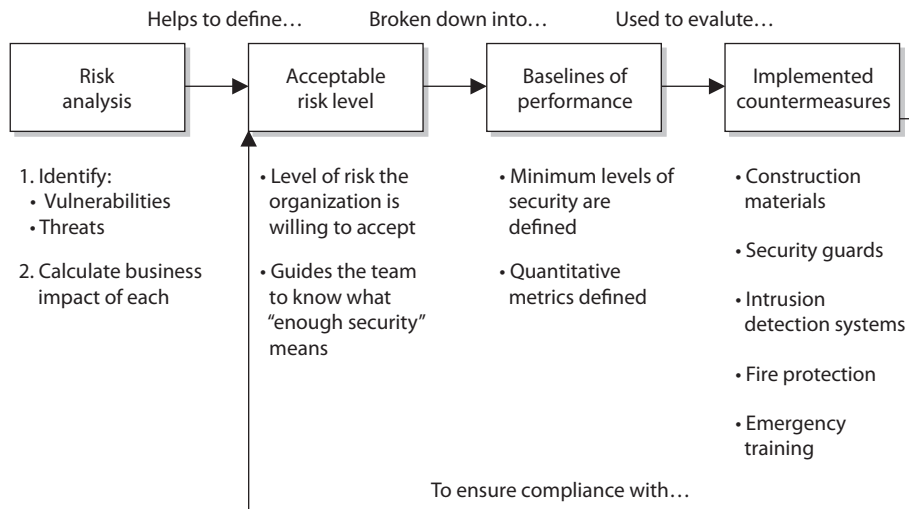 Helps to define…
Broken down into…
Used to evaluate…
Risk
analysis
Acceptable
risk level
Baselines of
performance
Implemented
countermeasures
1. Identify:
• Vulnerabilities
• Threats
2. Calculate business
impact of each
• Level of risk the
organization is
willing to accept
• Guides the team
to know what
“enough security”
means
• Minimum levels of
security are
defined
• Quantitative
metrics defined
• Construction
materials
• Security guards
• Intrusion
detection systems
• Fire protection
• Emergency
training
To ensure compliance with…